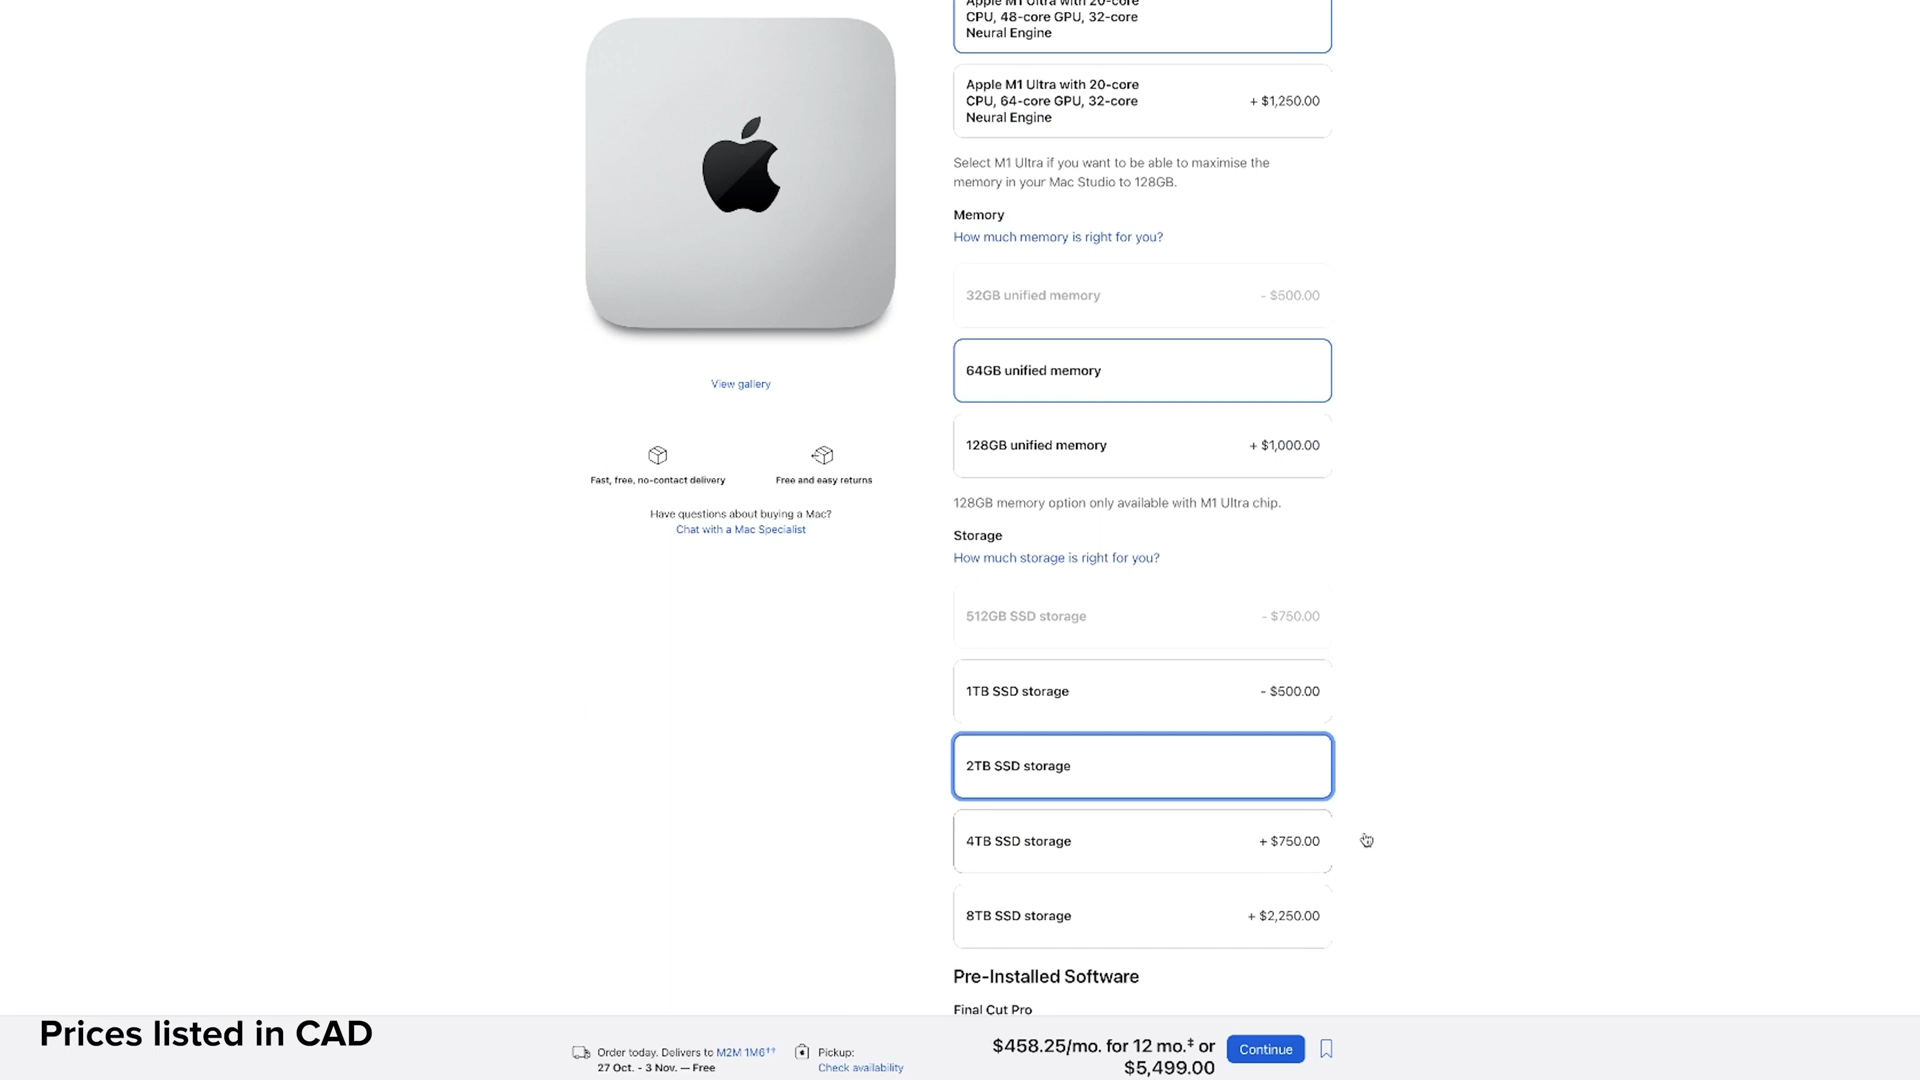 Apple M1 Ultra with 20-core
CPU, 48-core GPU, 32-core
Neural Engine
Apple M1 Ultra with 20-core
CPU, 64-core GPU, 32-core
Neural Engine
+ $1,250.00
Select M1 Ultra if you want to be able to maximise the
memory in your Mac Studio to 128GB.
Memory
How much memory is right for you?
32GB unified memory - $500.00
64GB unified memory
128GB unified memory + $1,000.00
128GB memory option only available with M1 Ultra chip.
Storage
How much storage is right for you?
512GB SSD storage - $750.00
1TB SSD storage - $500.00
2TB SSD storage
4TB SSD storage + $750.00
8TB SSD storage + $2,250.00
Pre-Installed Software
Final Cut Pro
View gallery
Fast, free, no-contact delivery
Free and easy returns
Have questions about buying a Mac?
Chat with a Mac Specialist
Prices listed in CAD
Order today. Delivers to M2M 1M6††
27 Oct. - 3 Nov. — Free
Pickup:
Check availability
$458.25/mo. for 12 mo.‡ or
$5,499.00
Continue